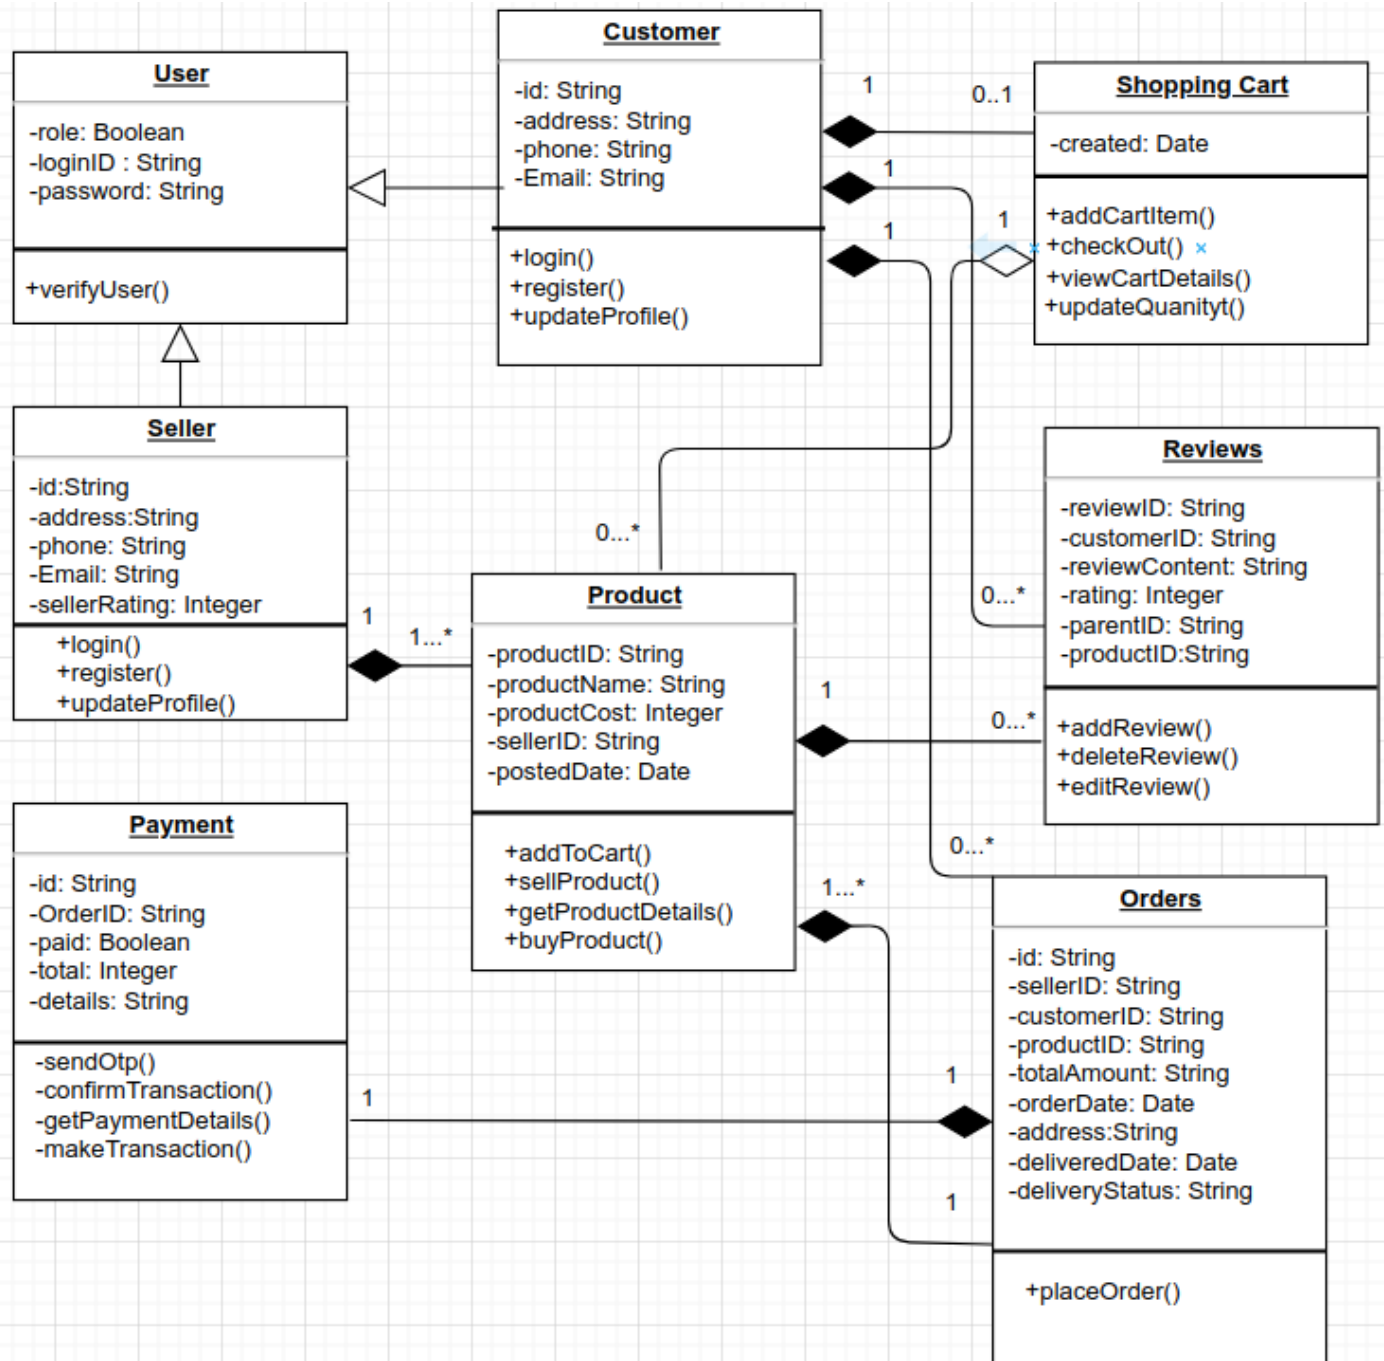 User
-role: Boolean
-loginID : String
-password: String
+verifyUser()
Customer
-id: String
-address: String
-phone: String
-Email: String
+login()
+register()
+updateProfile()
1
0..1
1
1
1
Shopping Cart
-created: Date
+addCartItem()
+checkOut()
+viewCartDetails()
+updateQuanityt()
Seller
-id:String
-address:String
-phone: String
-Email: String
-sellerRating: Integer
+login()
+register()
+updateProfile()
1
1...*
0...*
Product
-productID: String
-productName: String
-productCost: Integer
-sellerID: String
-postedDate: Date
+addToCart()
+sellProduct()
+getProductDetails()
+buyProduct()
0...*
1
0...*
Reviews
-reviewID: String
-customerID: String
-reviewContent: String
-rating: Integer
-parentID: String
-productID:String
+addReview()
+deleteReview()
+editReview()
Payment
-id: String
-OrderID: String
-paid: Boolean
-total: Integer
-details: String
-sendOtp()
-confirmTransaction()
-getPaymentDetails()
-makeTransaction()
1
0...*
1...*
1
1
Orders
-id: String
-sellerID: String
-customerID: String
-productID: String
-totalAmount: String
-orderDate: Date
-address:String
-deliveredDate: Date
-deliveryStatus: String
+placeOrder()